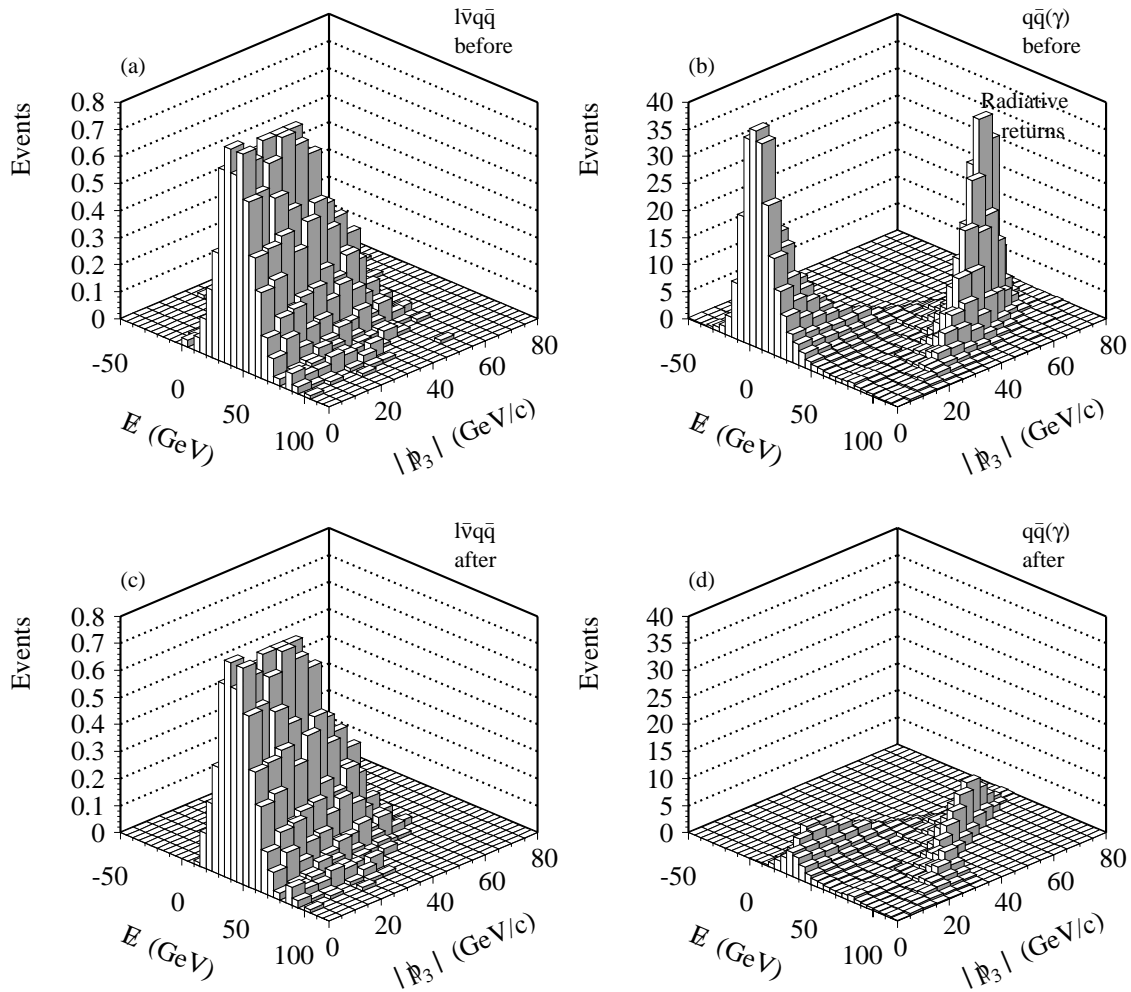 lν̄qq̄
before
(a)
Events
0.8
0.7
0.6
0.5
0.4
0.3
0.2
0.1
0
-50
0
50
100
E̸ (GeV)
0
20
40
60
80
|p̸₃| (GeV/c)
qq̄(γ)
before
(b)
Radiative
returns
Events
40
35
30
25
20
15
10
5
0
-50
0
50
100
E̸ (GeV)
0
20
40
60
80
|p̸₃| (GeV/c)
lν̄qq̄
after
(c)
Events
0.8
0.7
0.6
0.5
0.4
0.3
0.2
0.1
0
-50
0
50
100
E̸ (GeV)
0
20
40
60
80
|p̸₃| (GeV/c)
qq̄(γ)
after
(d)
Events
40
35
30
25
20
15
10
5
0
-50
0
50
100
E̸ (GeV)
0
20
40
60
80
|p̸₃| (GeV/c)